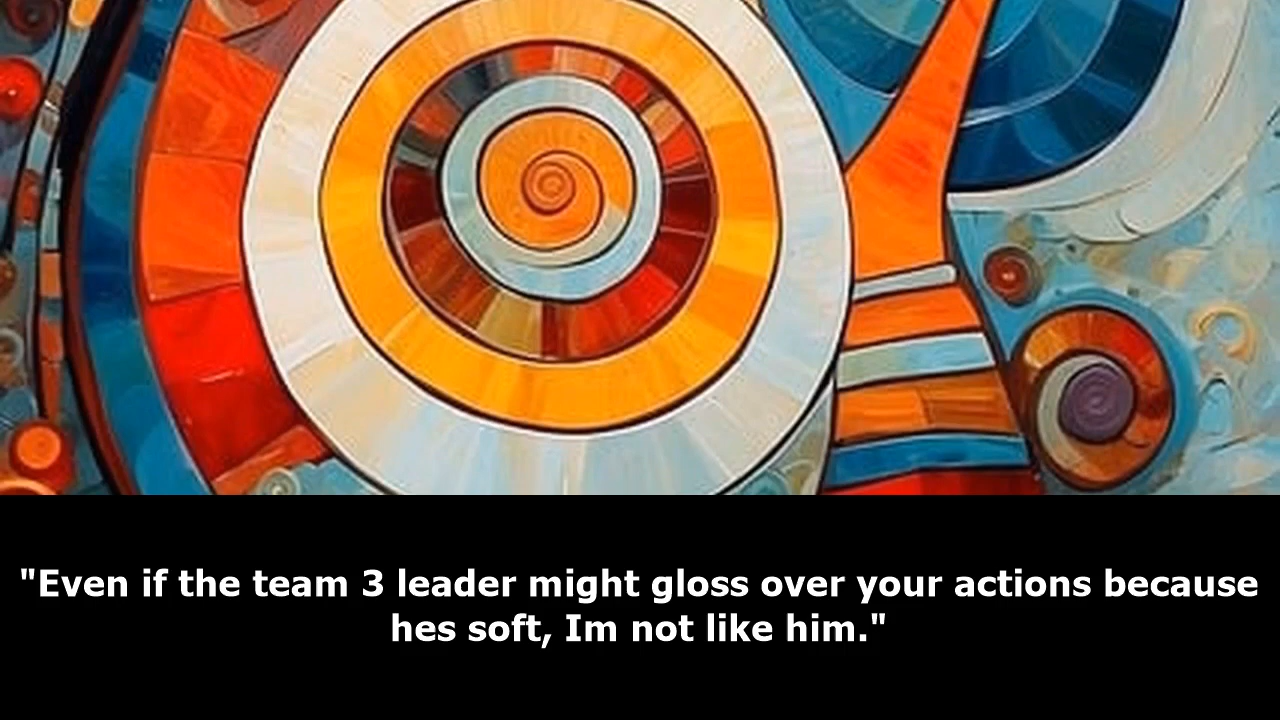 "Even if the team 3 leader might gloss over your actions because
hes soft, Im not like him."